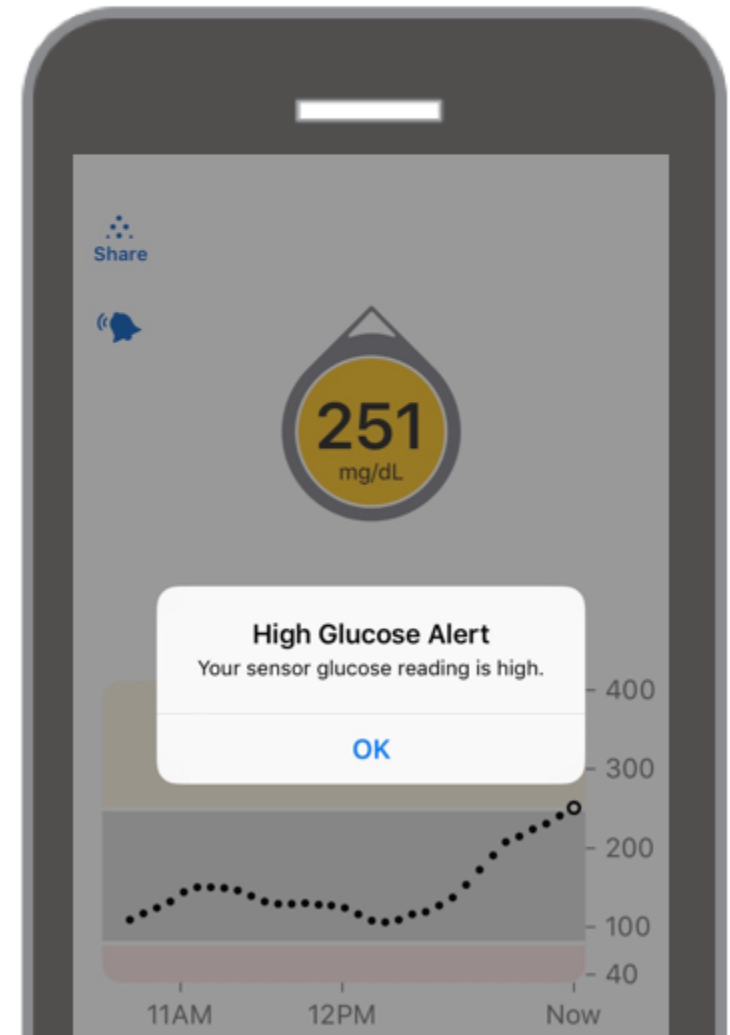 Share
251
mg/dL
High Glucose Alert
Your sensor glucose reading is high.
OK
400
300
200
100
40
11AM
12PM
Now